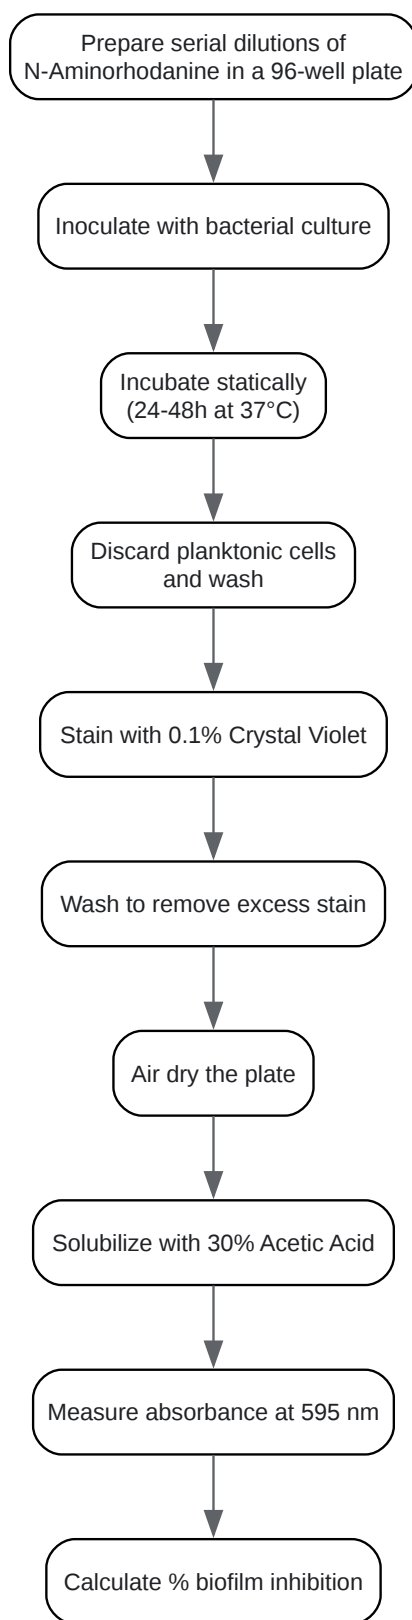 Prepare serial dilutions of
N-Aminorhodanine in a 96-well plate
Inoculate with bacterial culture
Incubate statically
(24-48h at 37°C)
Discard planktonic cells
and wash
Stain with 0.1% Crystal Violet
Wash to remove excess stain
Air dry the plate
Solubilize with 30% Acetic Acid
Measure absorbance at 595 nm
Calculate % biofilm inhibition